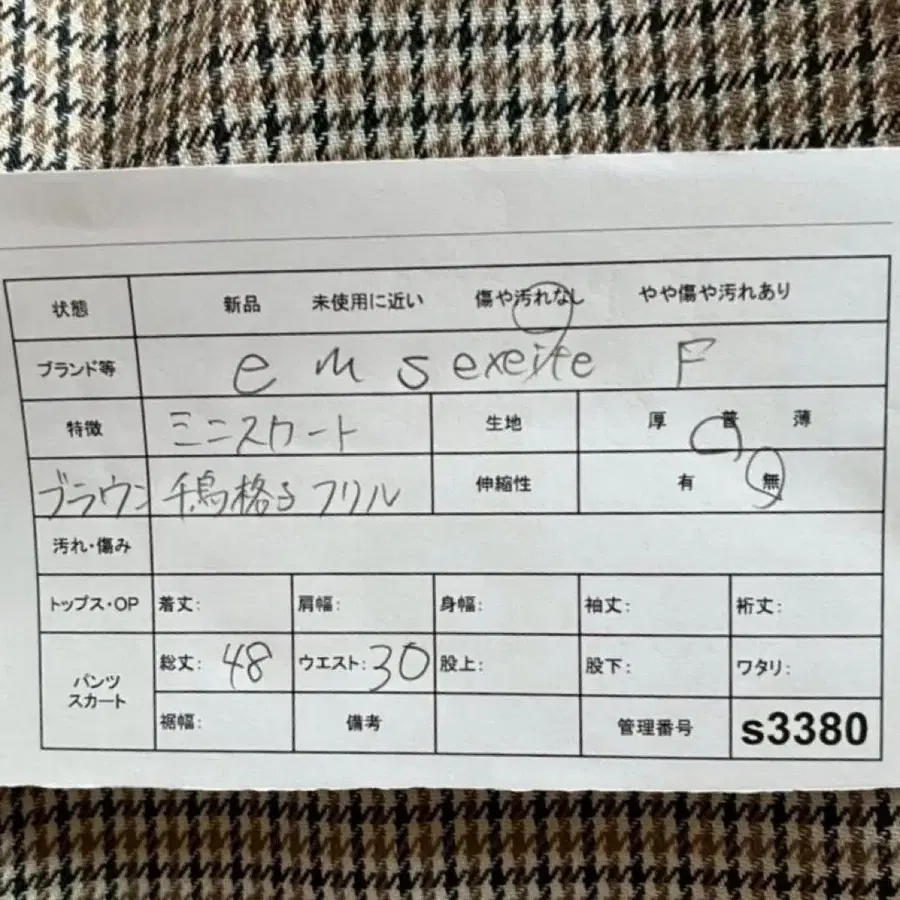 状態 新品 未使用に近い 傷や汚れなし やや傷や汚れあり
ブランド等 e m s exeite F
特徴 ミニスカート 生地 厚 普 薄
ブラウン 千鳥格子 フリル 伸縮性 有 無
汚れ・傷み
トップス・OP 着丈: 肩幅: 身幅: 袖丈: 裄丈:
パンツ スカート 総丈: 48 ウエスト: 30 股上: 股下: ワタリ:
裾幅: 備考 管理番号 s3380